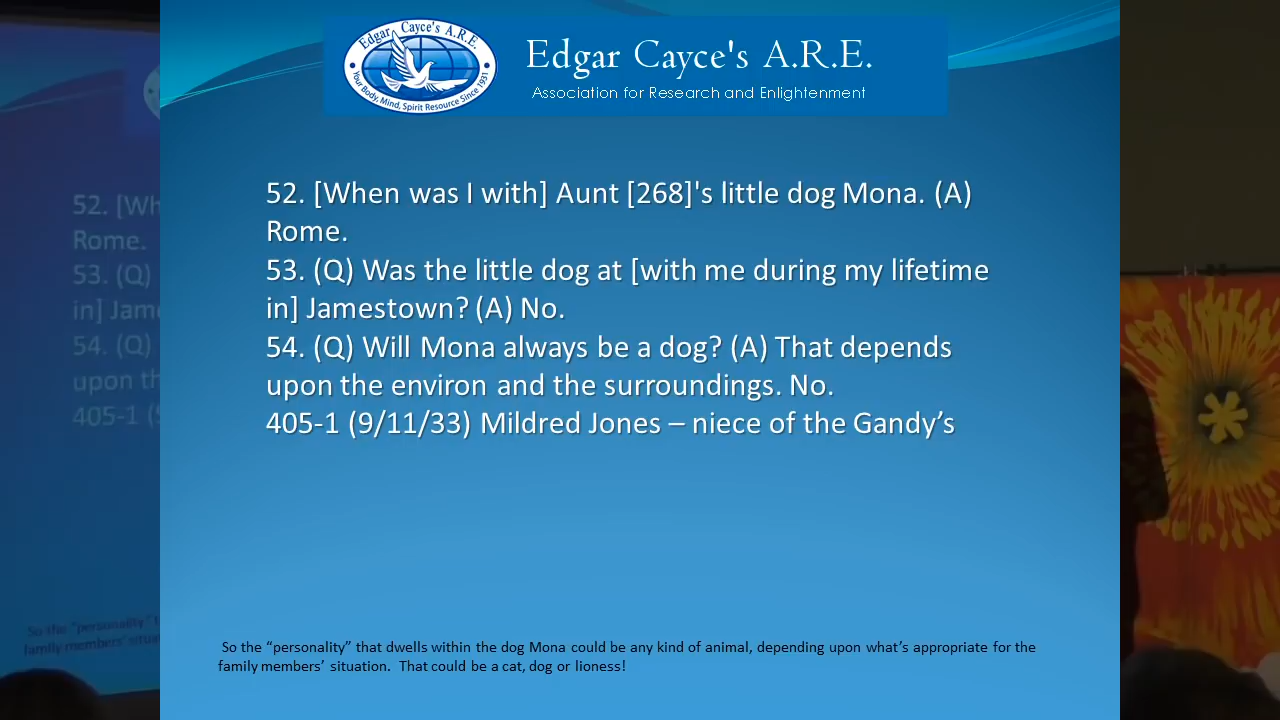 Edgar Cayce's A.R.E.
Your Body, Mind, Spirit Resource Since 1931
Edgar Cayce's A.R.E.
Association for Research and Enlightenment
52. [When was I with] Aunt [268]'s little dog Mona. (A)
Rome.
53. (Q) Was the little dog at [with me during my lifetime
in] Jamestown? (A) No.
54. (Q) Will Mona always be a dog? (A) That depends
upon the environ and the surroundings. No.
405-1 (9/11/33) Mildred Jones – niece of the Gandy’s
So the “personality” that dwells within the dog Mona could be any kind of animal, depending upon what’s appropriate for the
family members’ situation.  That could be a cat, dog or lioness!
52. [Wh
Rome.
53. (Q)
in] Jame
54. (Q)
upon th
405-1 (9
So the "personality" t
family members' situa